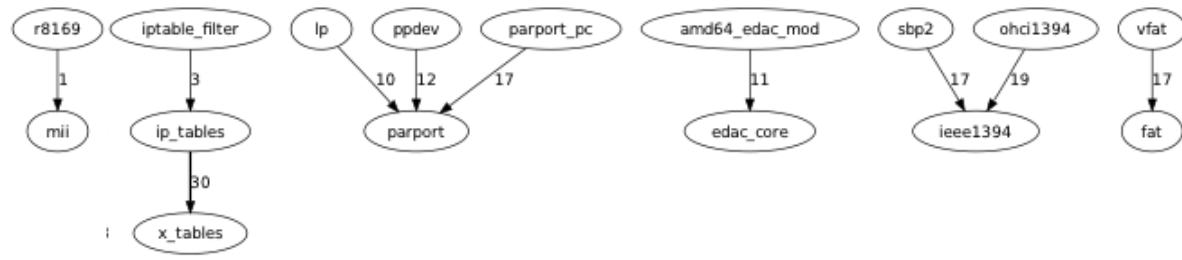 r8169 iptable_filter lp ppdev parport_pc amd64_edac_mod sbp2 ohci1394 vfat
1 3 10 12 17 11 17 19 17
mii ip_tables parport edac_core ieee1394 fat
30
x_tables